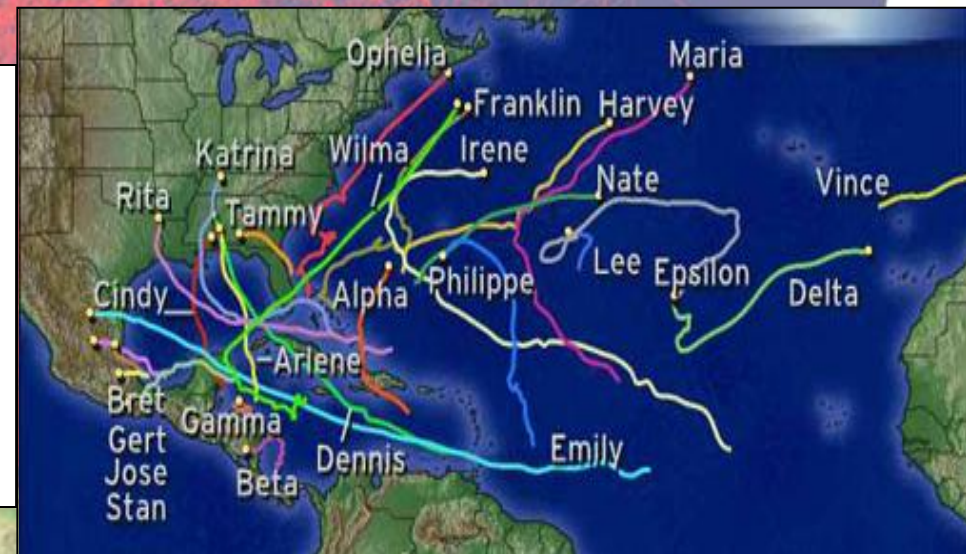 Ophelia
Maria
Franklin
Harvey
Katrina
Wilma
Irene
Rita
Tammy
Nate
Vince
Lee
Epsilon
Cindy
Alpha
Philippe
Delta
Arlene
Bret
Gert
Jose
Stan
Gamma
Beta
Dennis
Emily